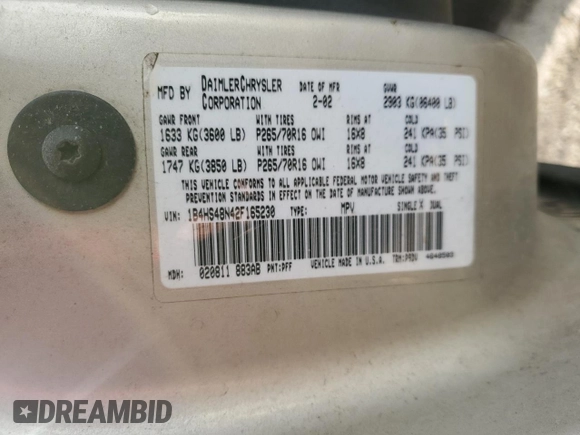 MFD BY DAIMLERCHRYSLER CORPORATION DATE OF MFR 2-02 GVWR 2903 KG(06400 LB)
GAWR FRONT WITH TIRES RIMS AT COLD
1633 KG(3600 LB) P265/70R16 OWI 16X8 241 KPA(35 PSI)
GAWR REAR WITH TIRES RIMS AT COLD
1747 KG(3850 LB) P265/70R16 OWI 16X8 241 KPA(35 PSI)
THIS VEHICLE CONFORMS TO ALL APPLICABLE FEDERAL MOTOR VEHICLE SAFETY AND THEFT
PREVENTION STANDARDS IN EFFECT ON THE DATE OF MANUFACTURE SHOWN ABOVE.
VIN: 1B4HS48N42F165230 TYPE: MPV SINGLE X DUAL
MDH: 020811 883AB PNT:PFF VEHICLE MADE IN U.S.A.
DREAMBID